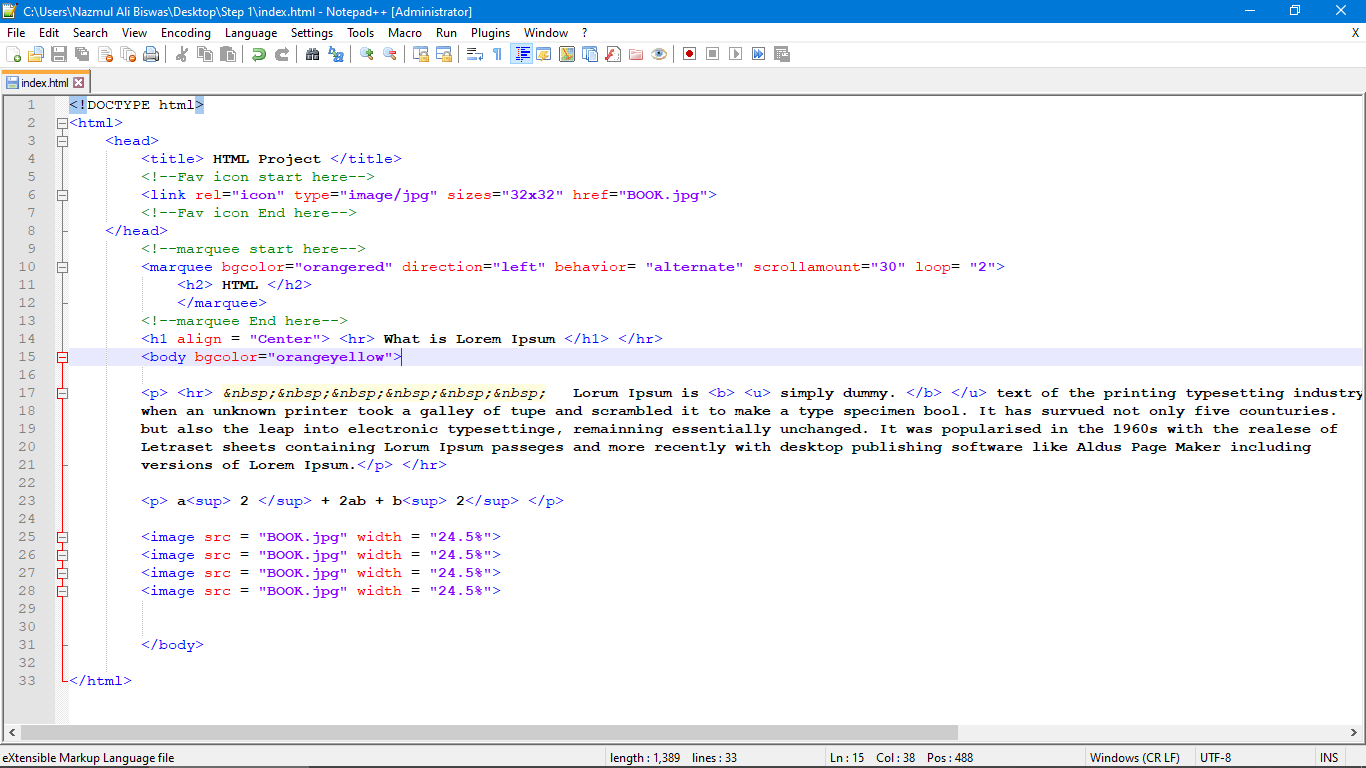 C:\Users\Nazmul Ali Biswas\Desktop\Step 1\index.html - Notepad++ [Administrator]
File Edit Search View Encoding Language Settings Tools Macro Run Plugins Window ? X
index.html
1 <!DOCTYPE html>
2 <html>
3 <head>
4 <title> HTML Project </title>
5 <!--Fav icon start here-->
6 <link rel="icon" type="image/jpg" sizes="32x32" href="BOOK.jpg">
7 <!--Fav icon End here-->
8 </head>
9 <!--marquee start here-->
10 <marquee bgcolor="orangered" direction="left" behavior= "alternate" scrollamount="30" loop= "2">
11 <h2> HTML </h2>
12 </marquee>
13 <!--marquee End here-->
14 <h1 align = "Center"> <hr> What is Lorem Ipsum </h1> </hr>
15 <body bgcolor="orangeyellow">
16
17 <p> <hr> &nbsp;&nbsp;&nbsp;&nbsp;&nbsp;&nbsp; Lorum Ipsum is <b> <u> simply dummy. </b> </u> text of the printing typesetting industry
18 when an unknown printer took a galley of tupe and scrambled it to make a type specimen bool. It has survued not only five counturies.
19 but also the leap into electronic typesettinge, remainning essentially unchanged. It was popularised in the 1960s with the realese of
20 Letraset sheets containing Lorum Ipsum passeges and more recently with desktop publishing software like Aldus Page Maker including
21 versions of Lorem Ipsum.</p> </hr>
22
23 <p> a<sup> 2 </sup> + 2ab + b<sup> 2</sup> </p>
24
25 <image src = "BOOK.jpg" width = "24.5%">
26 <image src = "BOOK.jpg" width = "24.5%">
27 <image src = "BOOK.jpg" width = "24.5%">
28 <image src = "BOOK.jpg" width = "24.5%">
29
30
31 </body>
32
33 </html>
eXtensible Markup Language file length : 1,389 lines : 33 Ln : 15 Col : 38 Pos : 488 Windows (CR LF) UTF-8 INS